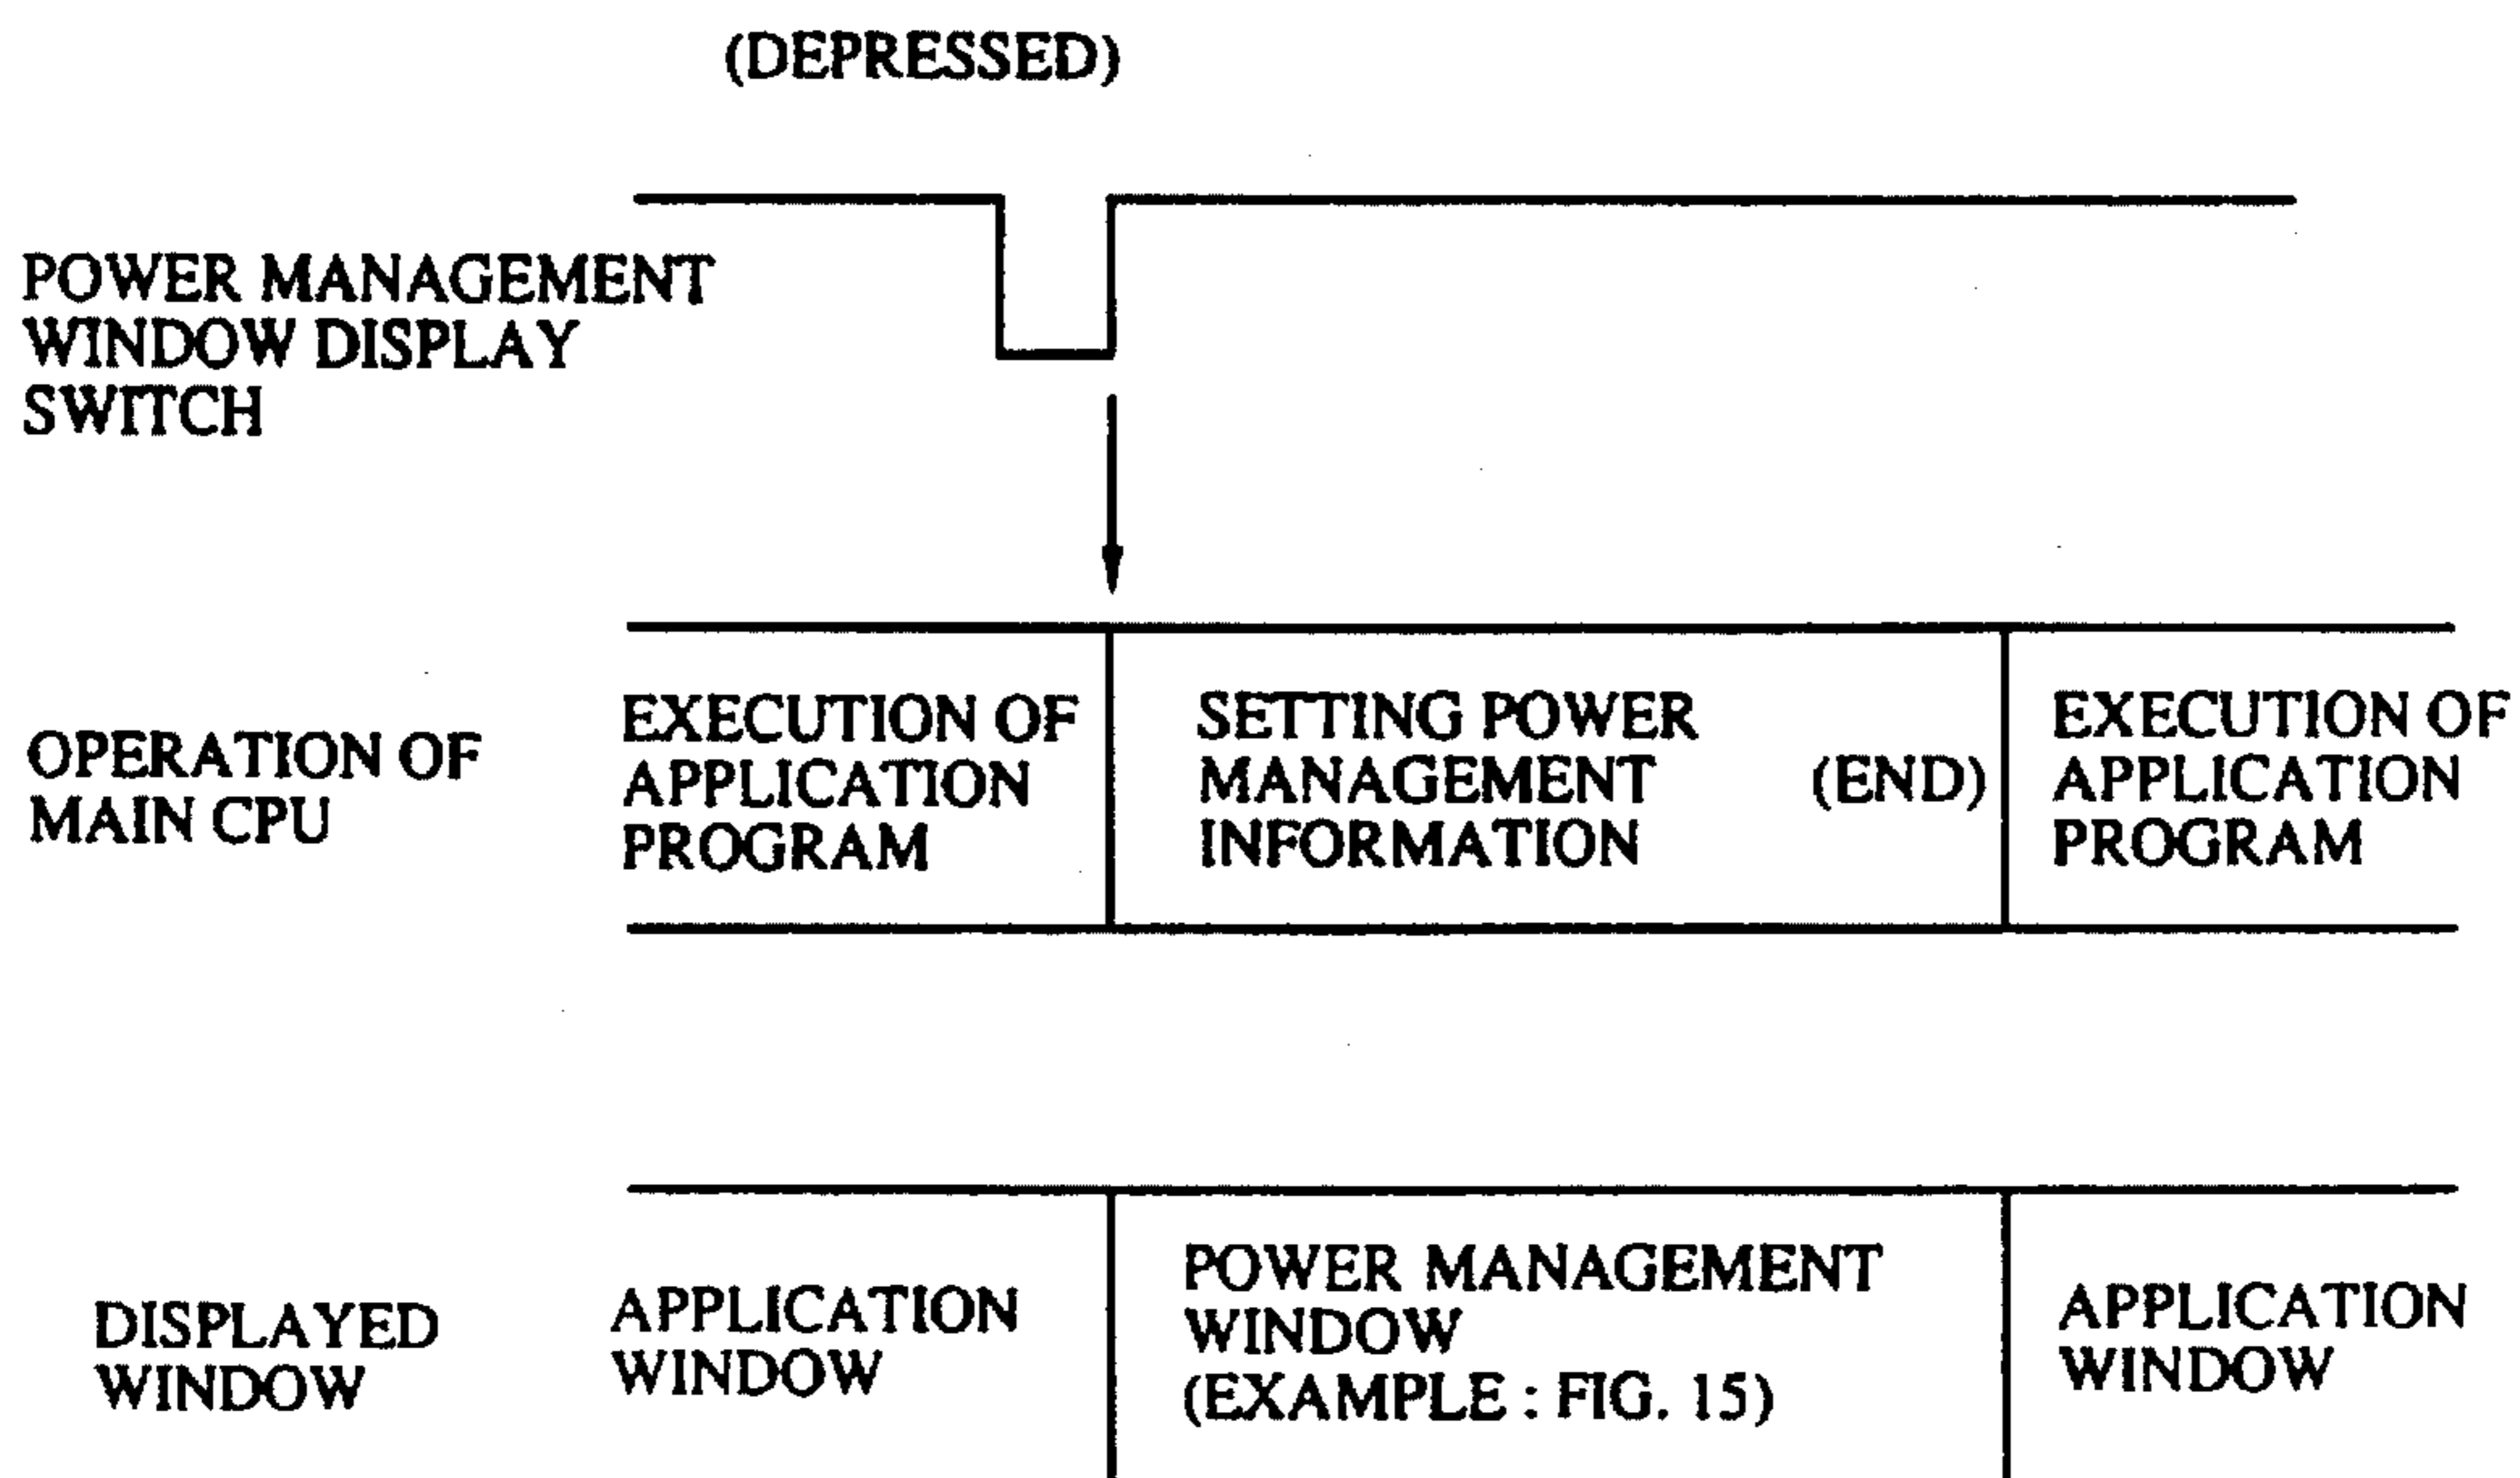 (DEPRESSED)
POWER MANAGEMENT
WINDOW DISPLAY
SWITCH
OPERATION OF
MAIN CPU
EXECUTION OF
APPLICATION
PROGRAM
SETTING POWER
MANAGEMENT
INFORMATION
(END)
EXECUTION OF
APPLICATION
PROGRAM
DISPLAYED
WINDOW
APPLICATION
WINDOW
POWER MANAGEMENT
WINDOW
(EXAMPLE : FIG. 15)
APPLICATION
WINDOW